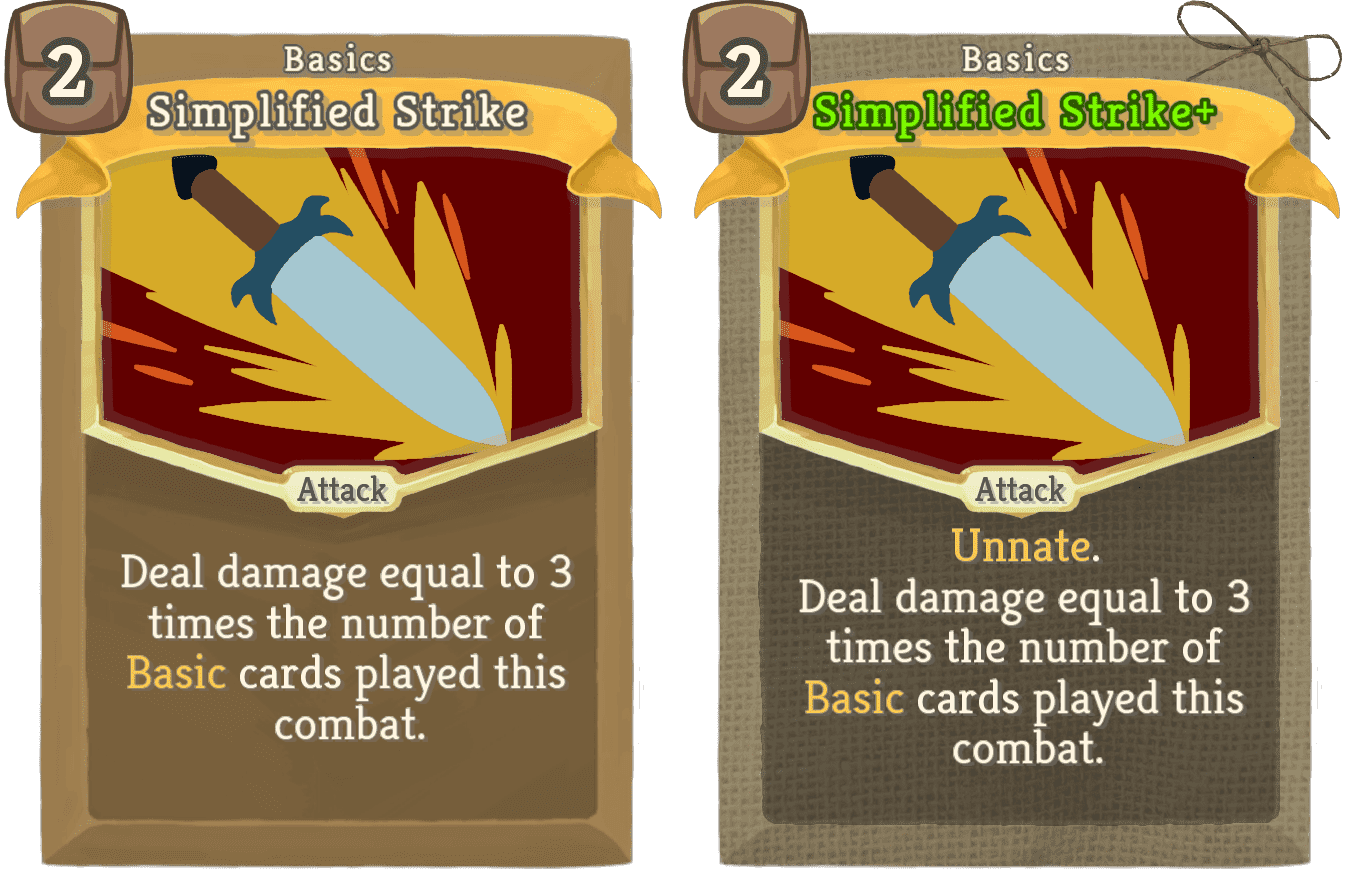 2
Basics
Simplified Strike
Attack
Deal damage equal to 3
times the number of
Basic cards played this
combat.
2
Basics
Simplified Strike+
Attack
Unnate.
Deal damage equal to 3
times the number of
Basic cards played this
combat.